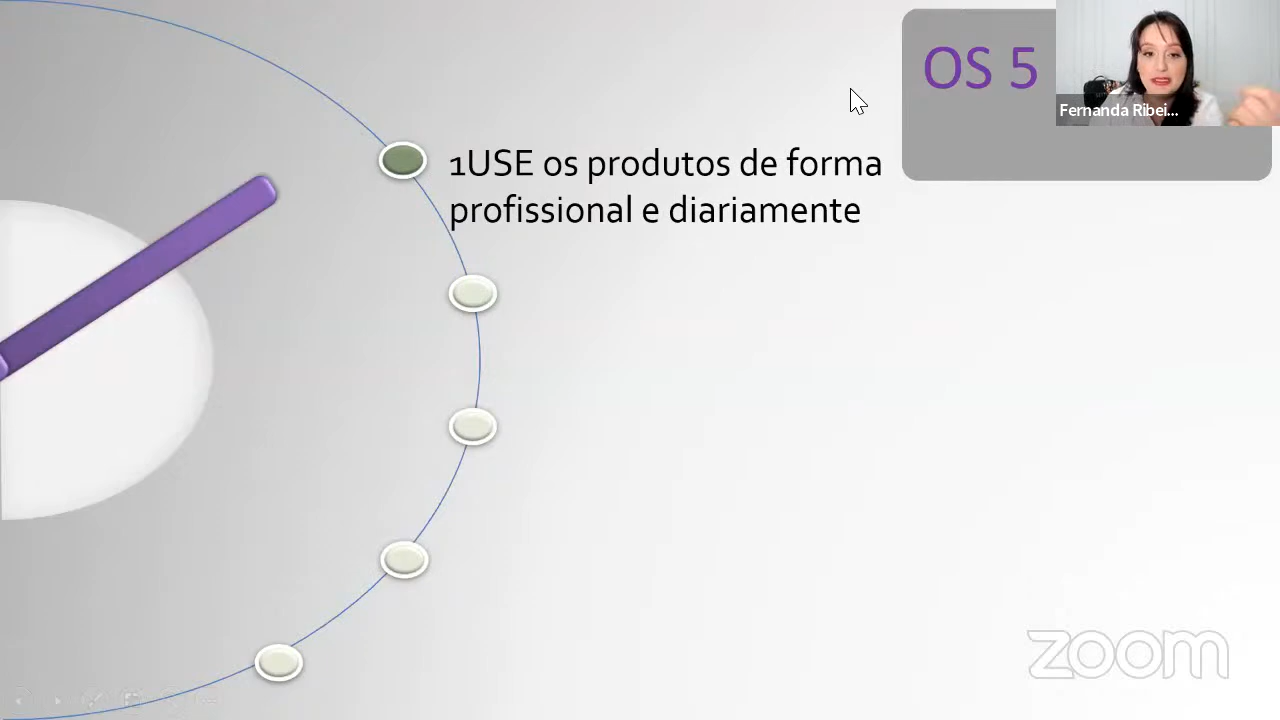 OS 5
Fernanda Ribei...
1USE os produtos de forma
profissional e diariamente
zoom